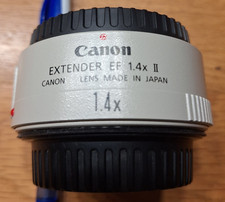 Canon
EXTENDER EF 1.4x II
CANON LENS MADE IN JAPAN
1.4x